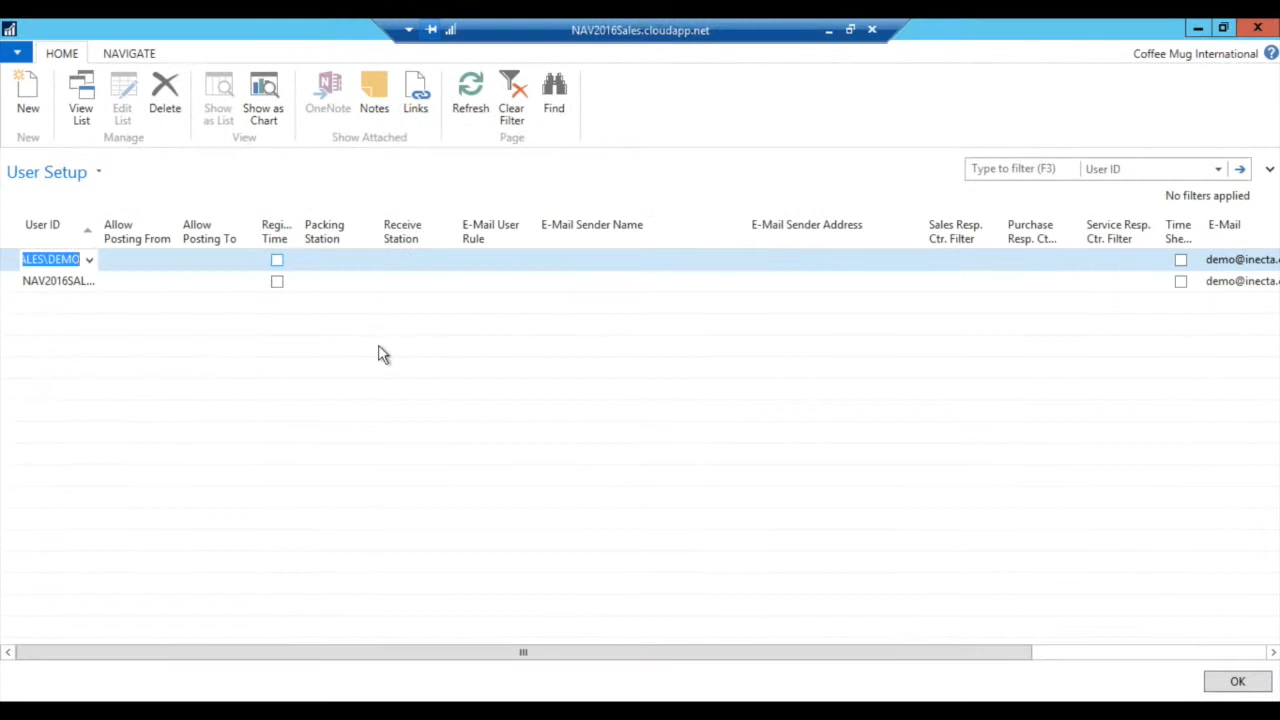 NAV2016Sales.cloudapp.net
HOME NAVIGATE Coffee Mug International
New View List Edit List Delete Show as List Show as Chart OneNote Notes Links Refresh Clear Filter Find
New Manage View Show Attached Page
User Setup Type to filter (F3) User ID
No filters applied
User ID Allow Posting From Allow Posting To Regi... Time Packing Station Receive Station E-Mail User Rule E-Mail Sender Name E-Mail Sender Address Sales Resp. Ctr. Filter Purchase Resp. Ct... Service Resp. Ctr. Filter Time She... E-Mail
LES\DEMO demo@inecta.
NAV2016SAL... demo@inecta.
OK